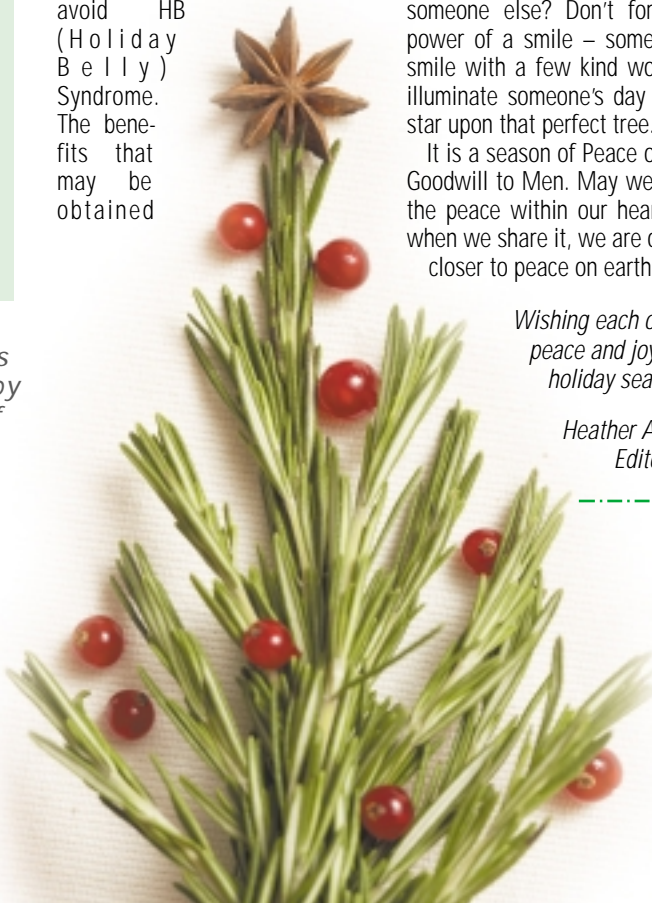 avoid HB
(Holiday
Belly)
Syndrome.
The bene-
fits that
may be
obtained
someone else? Don't for
power of a smile – some
smile with a few kind wo
illuminate someone's day
star upon that perfect tree.
It is a season of Peace o
Goodwill to Men. May we
the peace within our hear
when we share it, we are c
closer to peace on earth
Wishing each o
peace and joy
holiday sea
Heather A
Edito